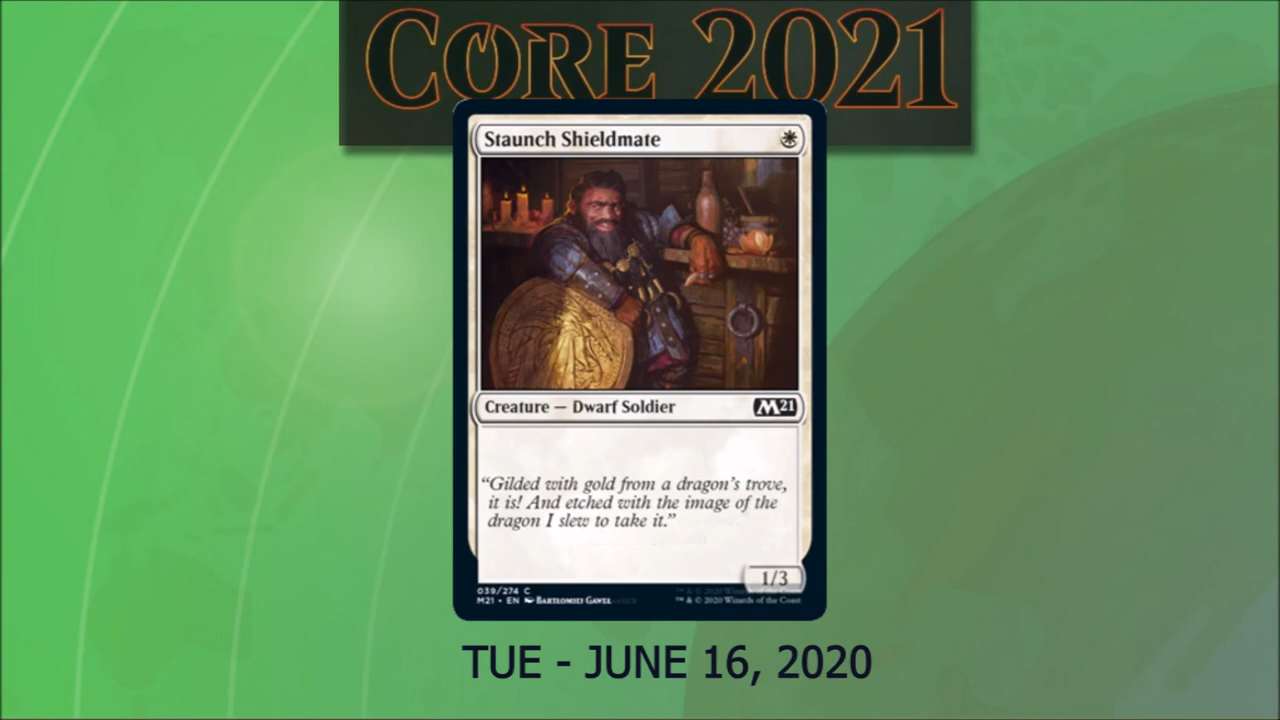 CORE 2021
Staunch Shieldmate
Creature — Dwarf Soldier
M21
“Gilded with gold from a dragon’s trove,
it is! And etched with the image of the
dragon I slew to take it.”
1/3
039/274 C
M21 • EN BARTŁOMIEJ GAWEŁ
™ & © 2020 Wizards of the Coast
TUE - JUNE 16, 2020